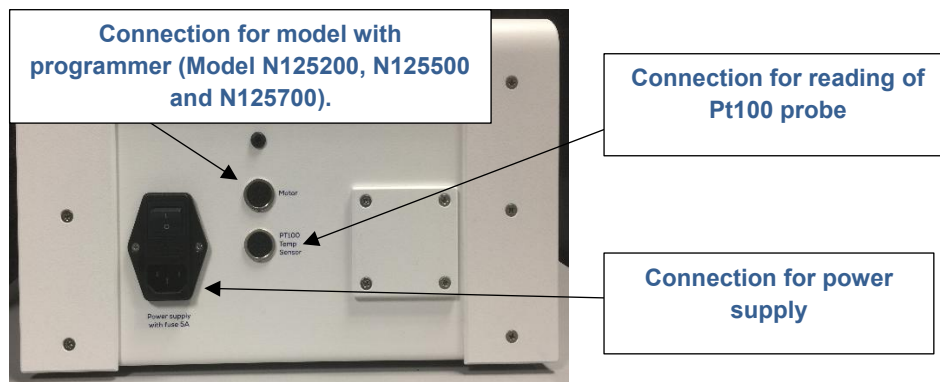 Connection for model with
programmer (Model N125200, N125500
and N125700).
Connection for reading of
Pt100 probe
Motor
PT100
Temp
Sensor
Connection for power
supply
Power supply
with fuse 5A